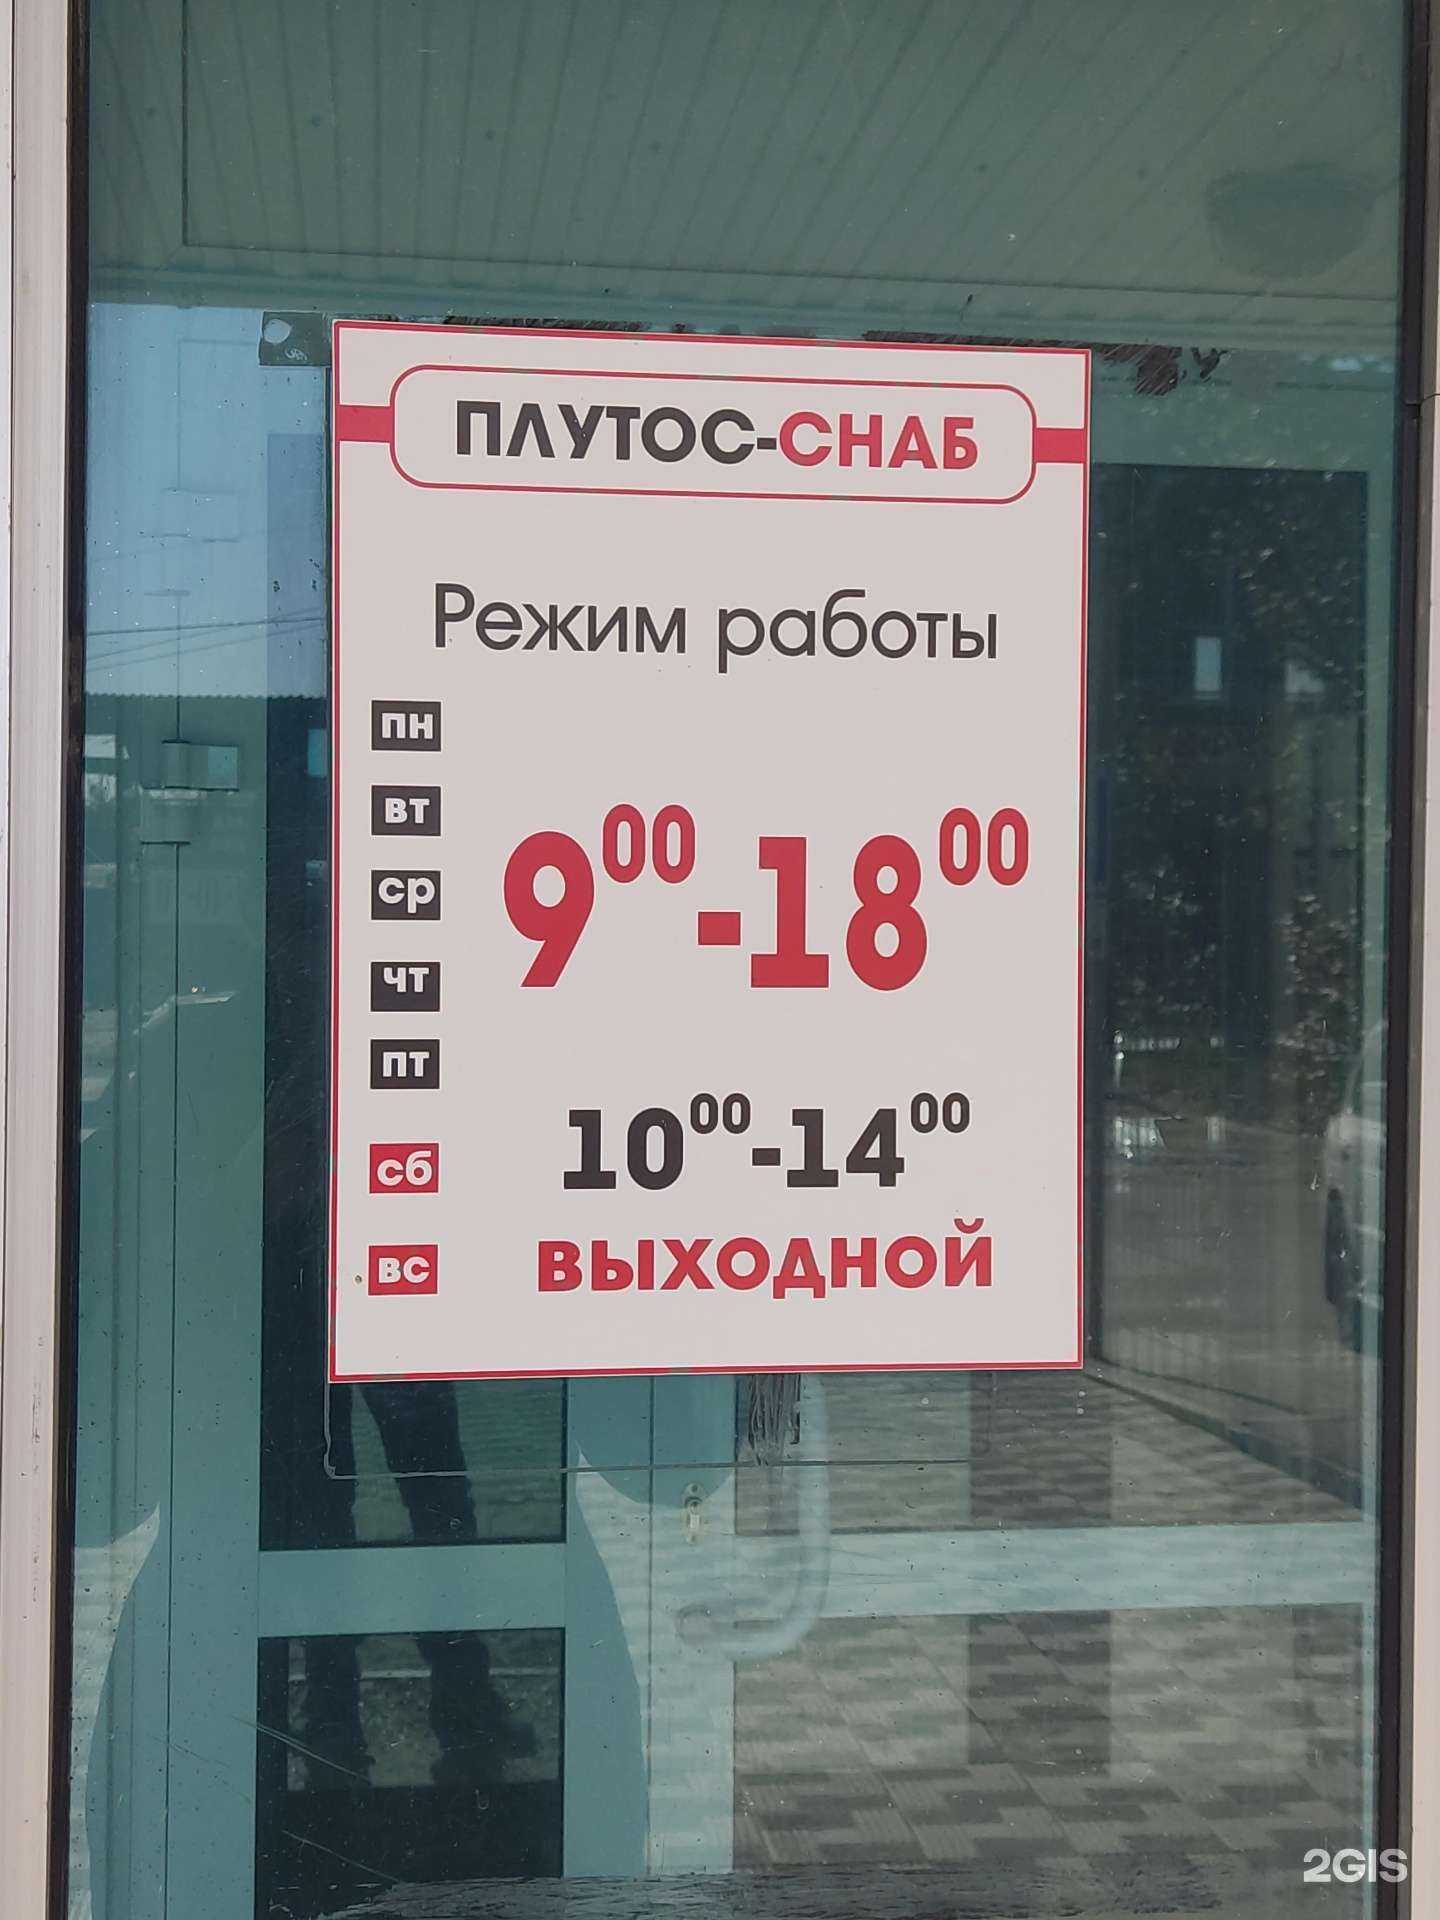 ПЛУТОС-СНАБ
Режим работы
пн
вт
ср
чт
пт
9⁰⁰-18⁰⁰
сб 10⁰⁰-14⁰⁰
вс ВЫХОДНОЙ
2GIS